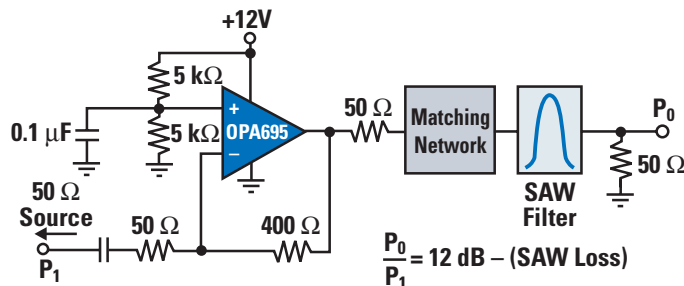 +12V
5 kΩ
+
OPA695
–
0.1 µF
5 kΩ
50 Ω
Source
P1
50 Ω
400 Ω
50 Ω
Matching
Network
SAW
Filter
P0
50 Ω
P0
P1
= 12 dB – (SAW Loss)